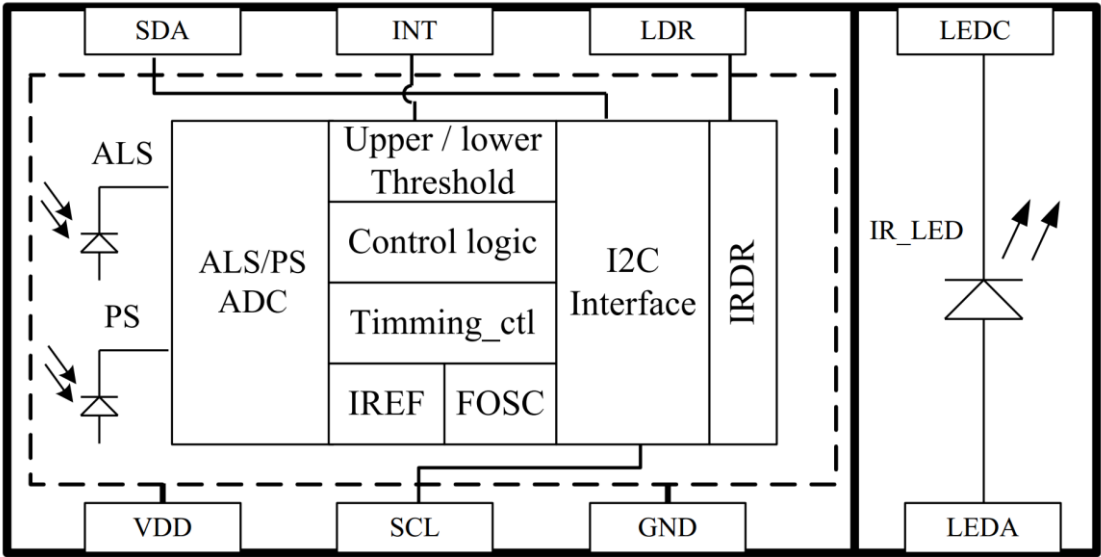 SDA
INT
LDR
LEDC
ALS
PS
ALS/PS
ADC
Upper / lower
Threshold
Control logic
Timming_ctl
IREF
FOSC
I2C
Interface
IRDR
IR_LED
VDD
SCL
GND
LEDA